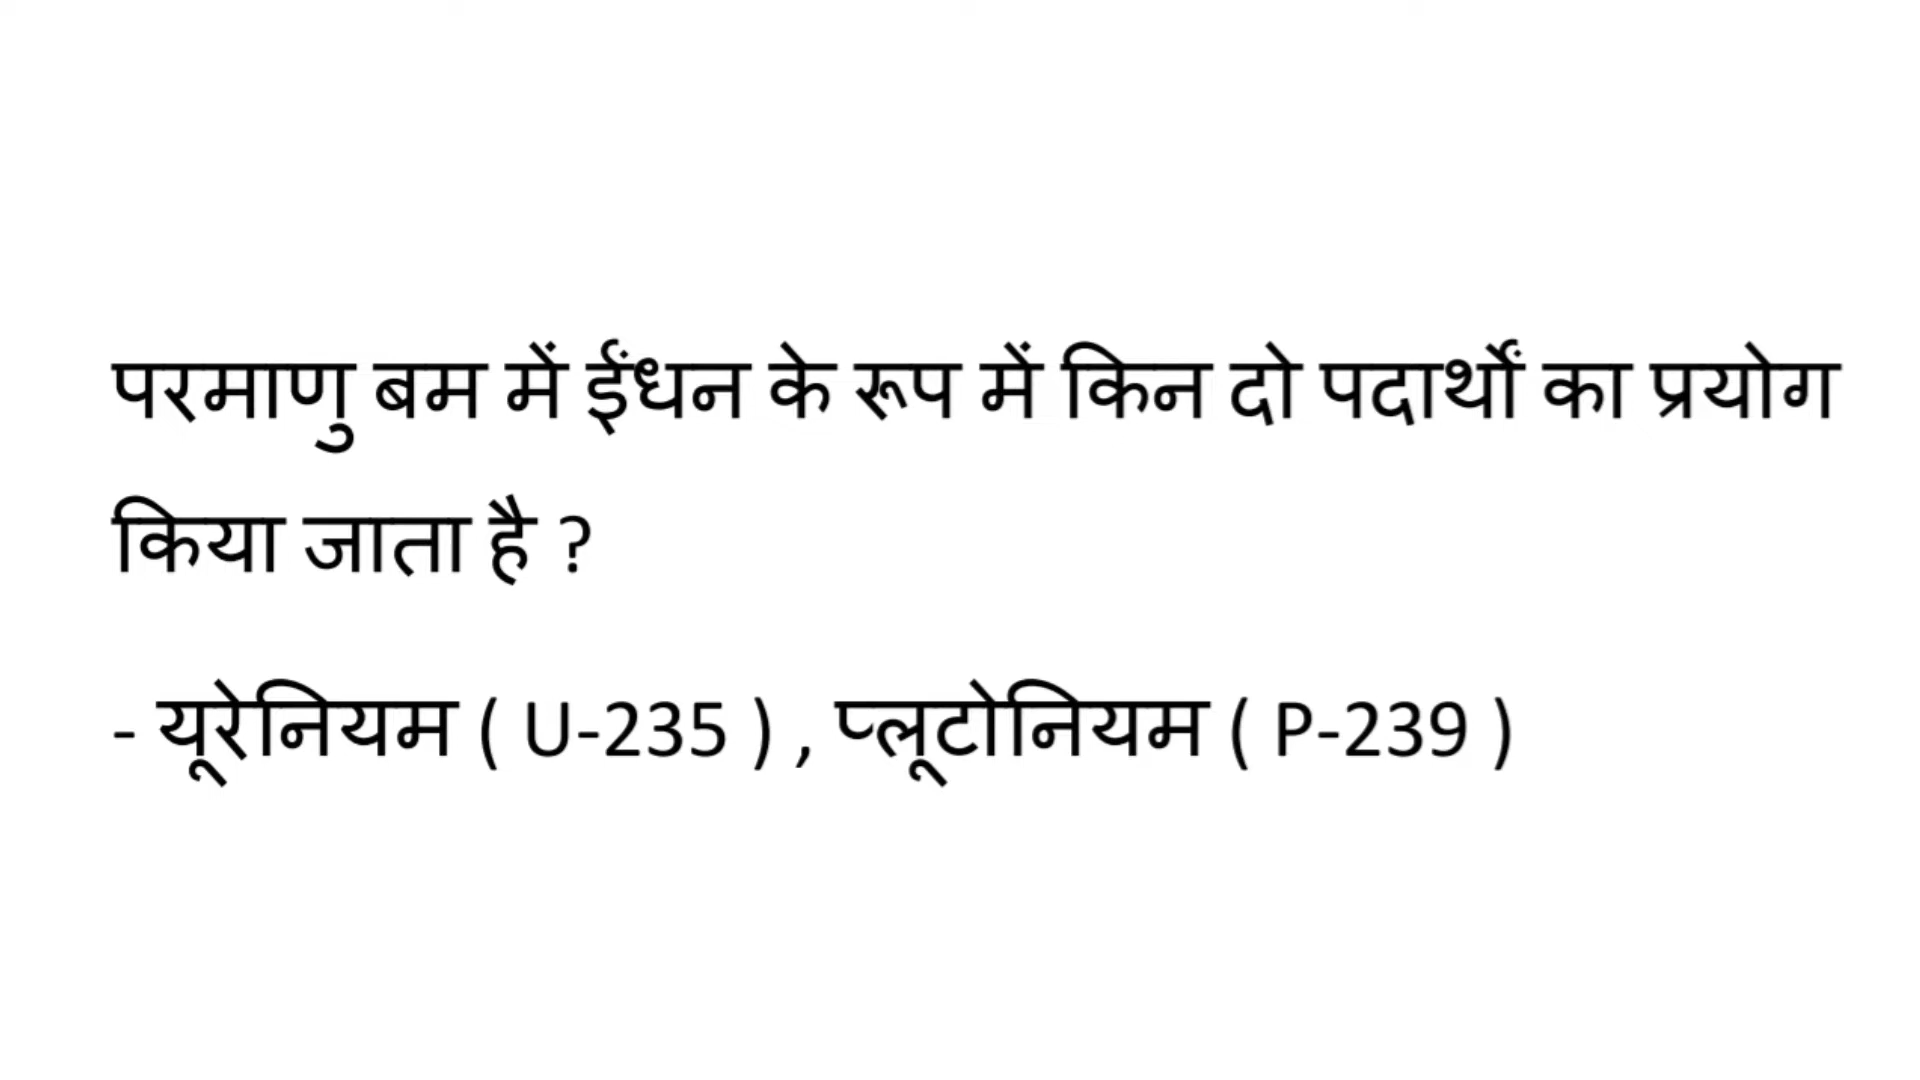 परमाणु बम में ईंधन के रूप में किन दो पदार्थों का प्रयोग
किया जाता है ?
- यूरेनियम ( U-235 ) , प्लूटोनियम ( P-239 )